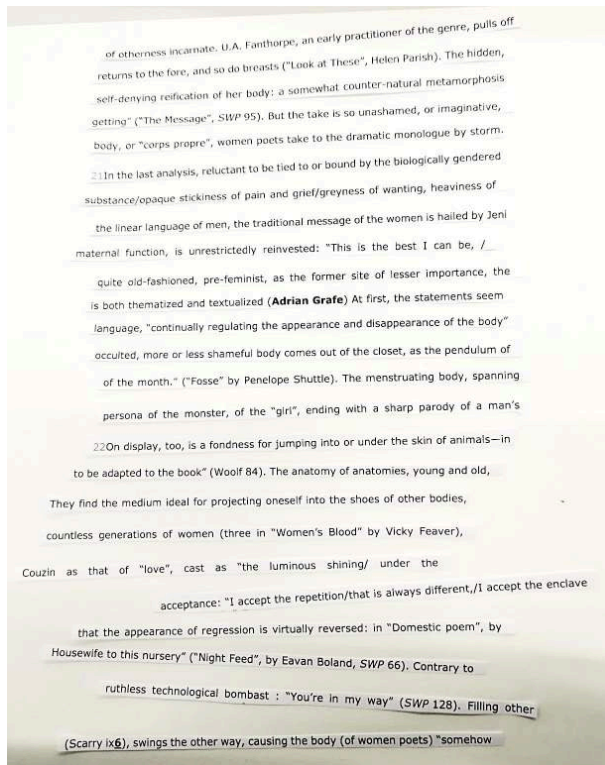 of otherness incarnate. U.A. Fanthorpe, an early practitioner of the genre, pulls off
returns to the fore, and so do breasts ("Look at These", Helen Parish). The hidden,
self-denying reification of her body: a somewhat counter-natural metamorphosis
getting" ("The Message", SWP 95). But the take is so unashamed, or imaginative,
body, or "corps propre", women poets take to the dramatic monologue by storm.
21In the last analysis, reluctant to be tied to or bound by the biologically gendered
substance/opaque stickiness of pain and grief/greyness of wanting, heaviness of
the linear language of men, the traditional message of the women is hailed by Jeni
maternal function, is unrestrictedly reinvested: "This is the best I can be, /
quite old-fashioned, pre-feminist, as the former site of lesser importance, the
is both thematized and textualized (Adrian Grafe) At first, the statements seem
language, "continually regulating the appearance and disappearance of the body"
occulted, more or less shameful body comes out of the closet, as the pendulum of
of the month." ("Fosse" by Penelope Shuttle). The menstruating body, spanning
persona of the monster, of the "girl", ending with a sharp parody of a man's
22On display, too, is a fondness for jumping into or under the skin of animals—in
to be adapted to the book" (Woolf 84). The anatomy of anatomies, young and old,
They find the medium ideal for projecting oneself into the shoes of other bodies,
countless generations of women (three in "Women's Blood" by Vicky Feaver),
Couzin as that of "love", cast as "the luminous shining/ under the
acceptance: "I accept the repetition/that is always different,/I accept the enclave
that the appearance of regression is virtually reversed: in "Domestic poem", by
Housewife to this nursery" ("Night Feed", by Eavan Boland, SWP 66). Contrary to
ruthless technological bombast : "You're in my way" (SWP 128). Filling other
(Scarry ix6), swings the other way, causing the body (of women poets) "somehow